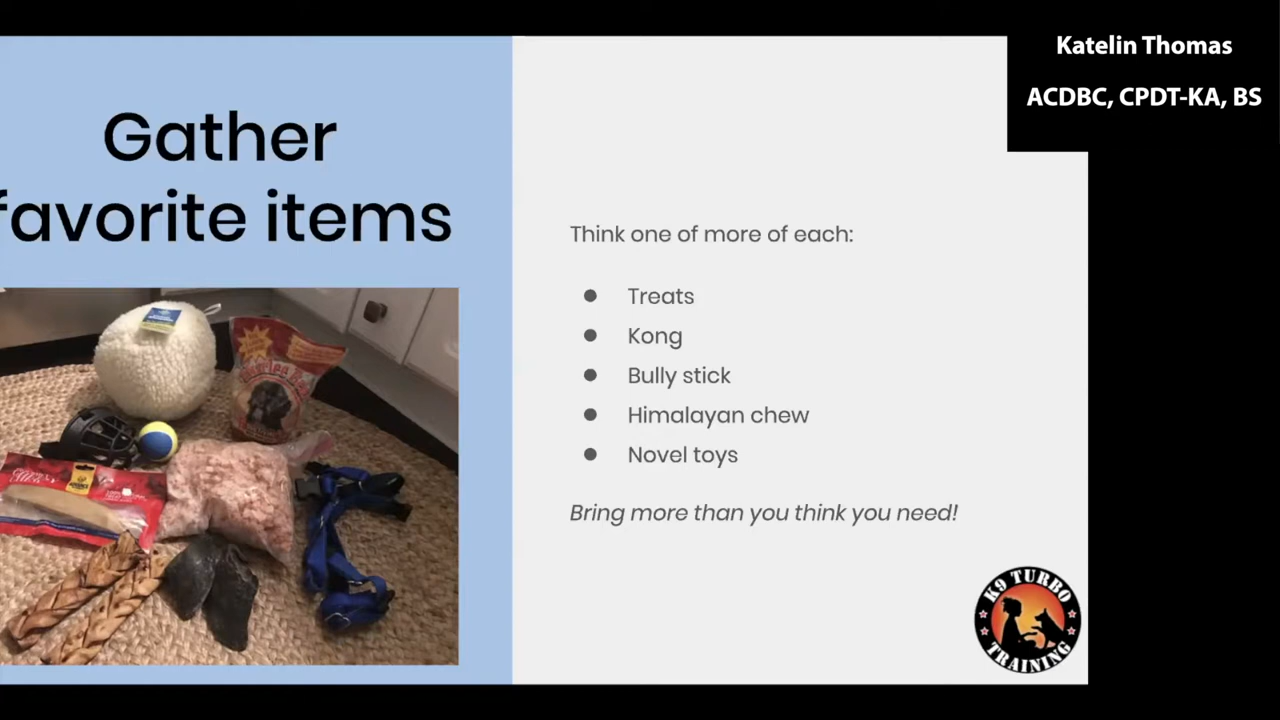 Katelin Thomas
ACDBC, CPDT-KA, BS
Gather
favorite items
Think one of more of each:
● Treats
● Kong
● Bully stick
● Himalayan chew
● Novel toys
Bring more than you think you need!
K9 TURBO
TRAINING